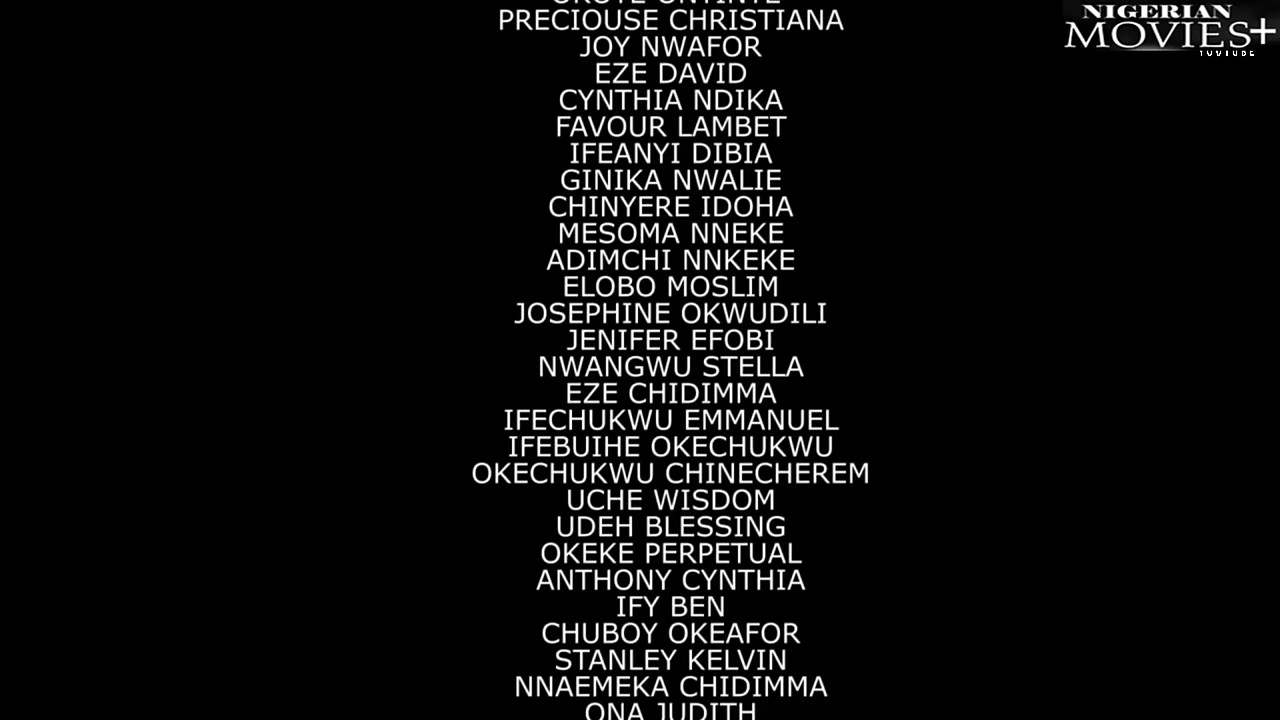 PRECIOUSE CHRISTIANA
JOY NWAFOR
EZE DAVID
CYNTHIA NDIKA
FAVOUR LAMBET
IFEANYI DIBIA
GINIKA NWALIE
CHINYERE IDOHA
MESOMA NNEKE
ADIMCHI NNKEKE
ELOBO MOSLIM
JOSEPHINE OKWUDILI
JENIFER EFOBI
NWANGWU STELLA
EZE CHIDIMMA
IFECHUKWU EMMANUEL
IFEBUIHE OKECHUKWU
OKECHUKWU CHINECHEREM
UCHE WISDOM
UDEH BLESSING
OKEKE PERPETUAL
ANTHONY CYNTHIA
IFY BEN
CHUBOY OKEAFOR
STANLEY KELVIN
NNAEMEKA CHIDIMMA
ONA JUDITH
NIGERIAN
MOVIES+